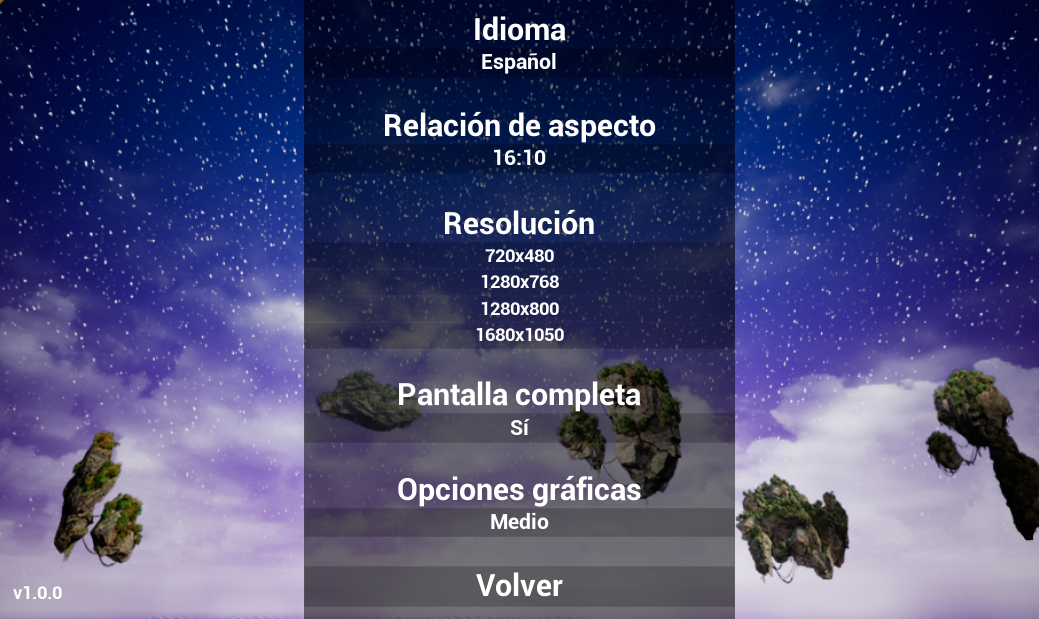 Idioma
Español
Relación de aspecto
16:10
Resolución
720x480
1280x768
1280x800
1680x1050
Pantalla completa
Sí
Opciones gráficas
Medio
Volver
v1.0.0